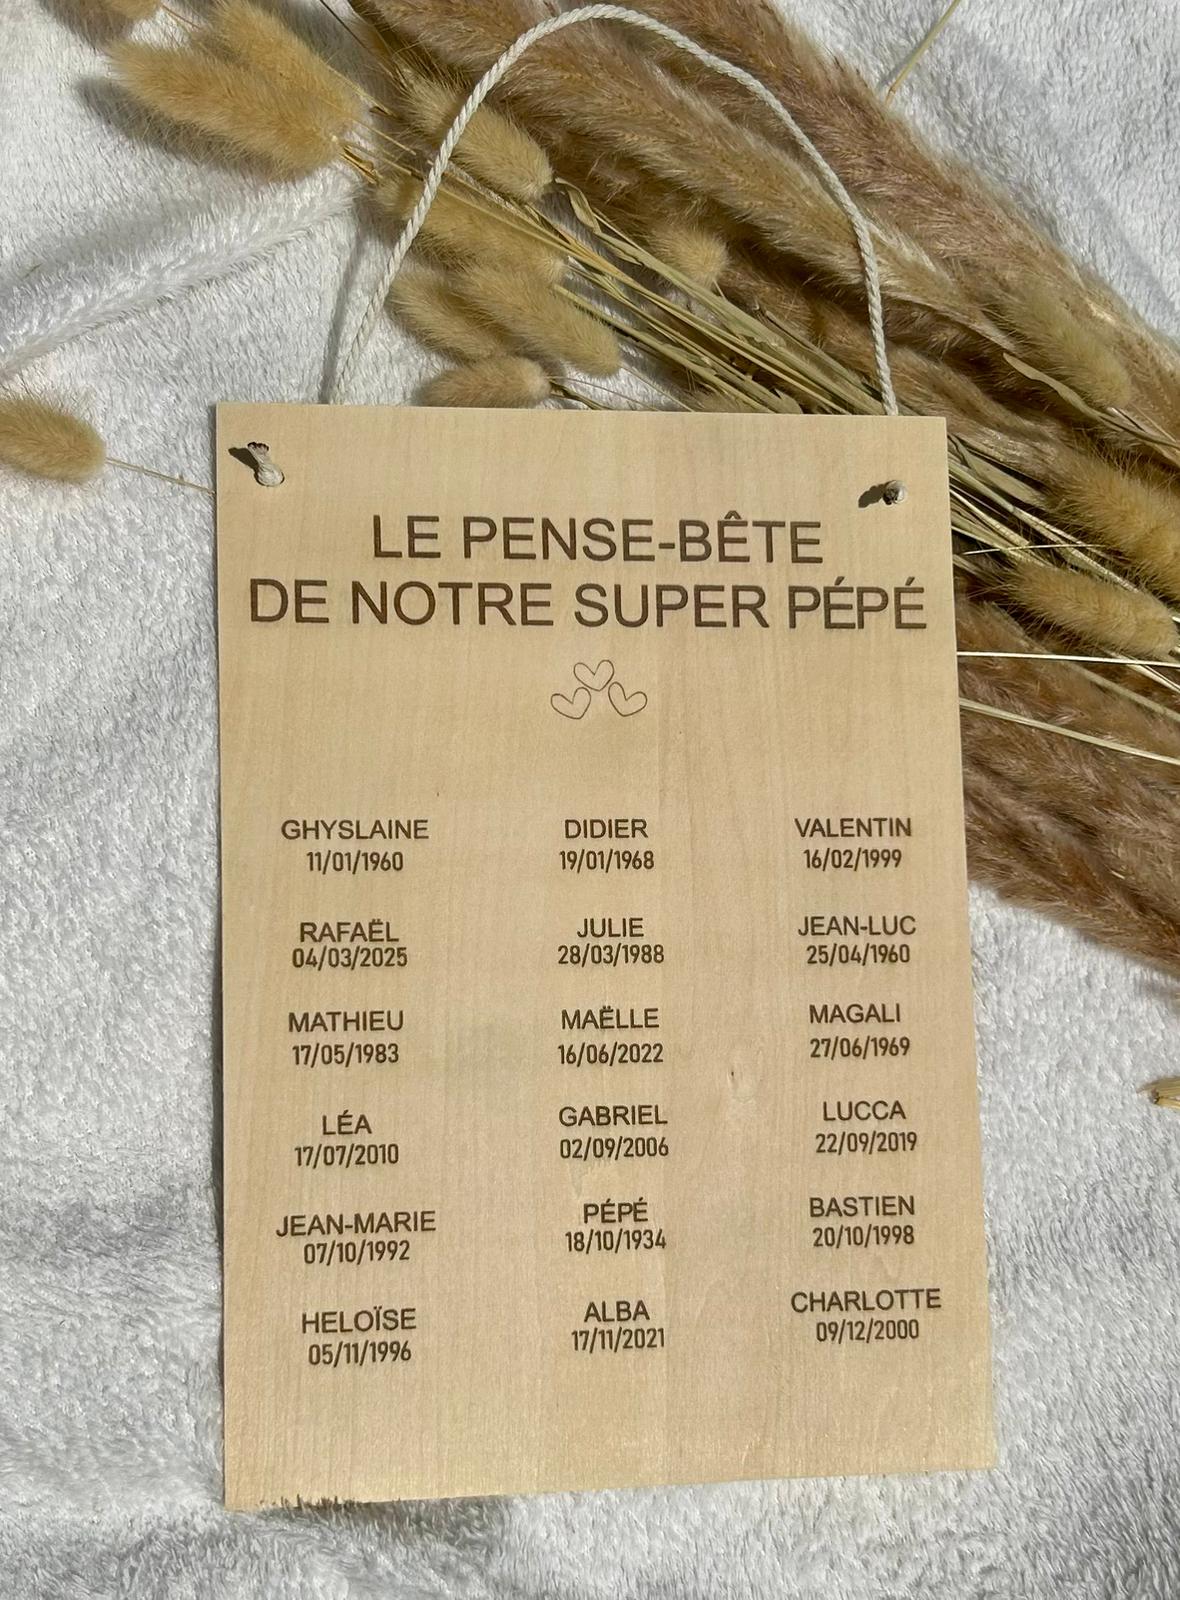 LE PENSE-BÊTE
DE NOTRE SUPER PÉPÉ
GHYSLAINE
11/01/1960
DIDIER
19/01/1968
VALENTIN
16/02/1999
RAFAËL
04/03/2025
JULIE
28/03/1988
JEAN-LUC
25/04/1960
MATHIEU
17/05/1983
MAËLLE
16/06/2022
MAGALI
27/06/1969
LÉA
17/07/2010
GABRIEL
02/09/2006
LUCCA
22/09/2019
JEAN-MARIE
07/10/1992
PÉPÉ
18/10/1934
BASTIEN
20/10/1998
HELOÏSE
05/11/1996
ALBA
17/11/2021
CHARLOTTE
09/12/2000